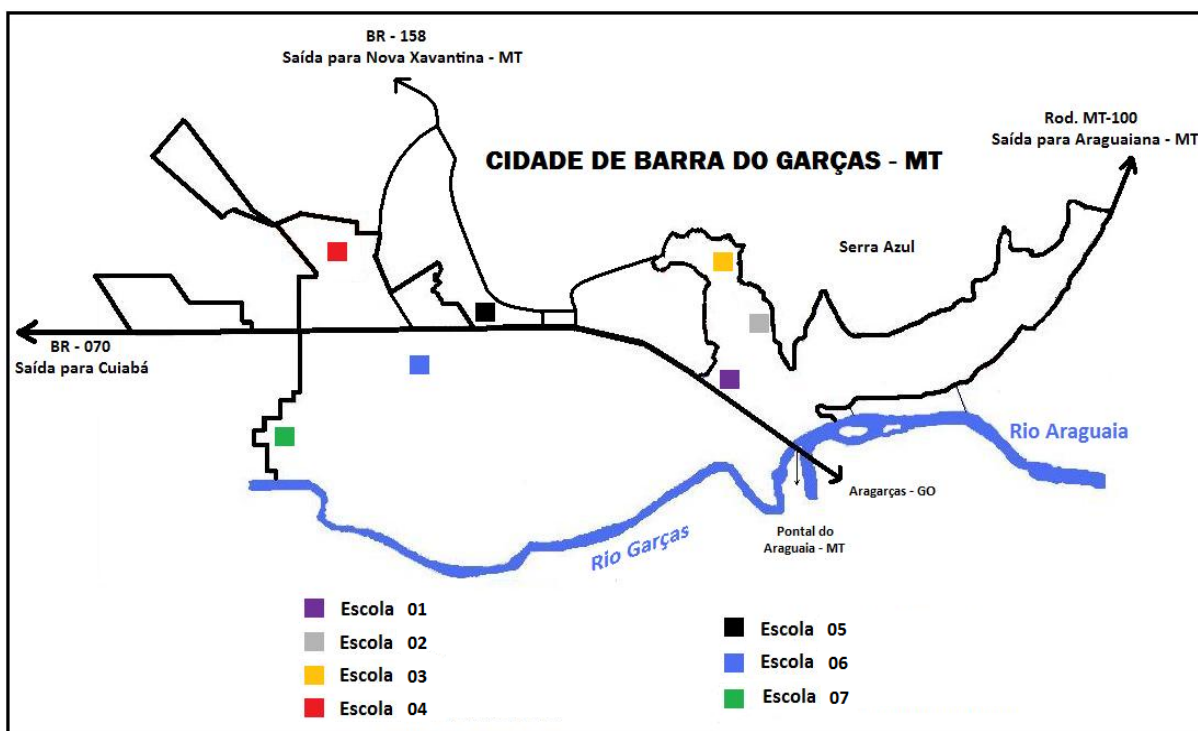 BR - 158
Saída para Nova Xavantina - MT
Rod. MT-100
Saída para Araguaiana - MT
CIDADE DE BARRA DO GARÇAS - MT
Serra Azul
BR - 070
Saída para Cuiabá
Rio Araguaia
Aragarças - GO
Pontal do
Araguaia - MT
Rio Garças
Escola 01
Escola 02
Escola 03
Escola 04
Escola 05
Escola 06
Escola 07